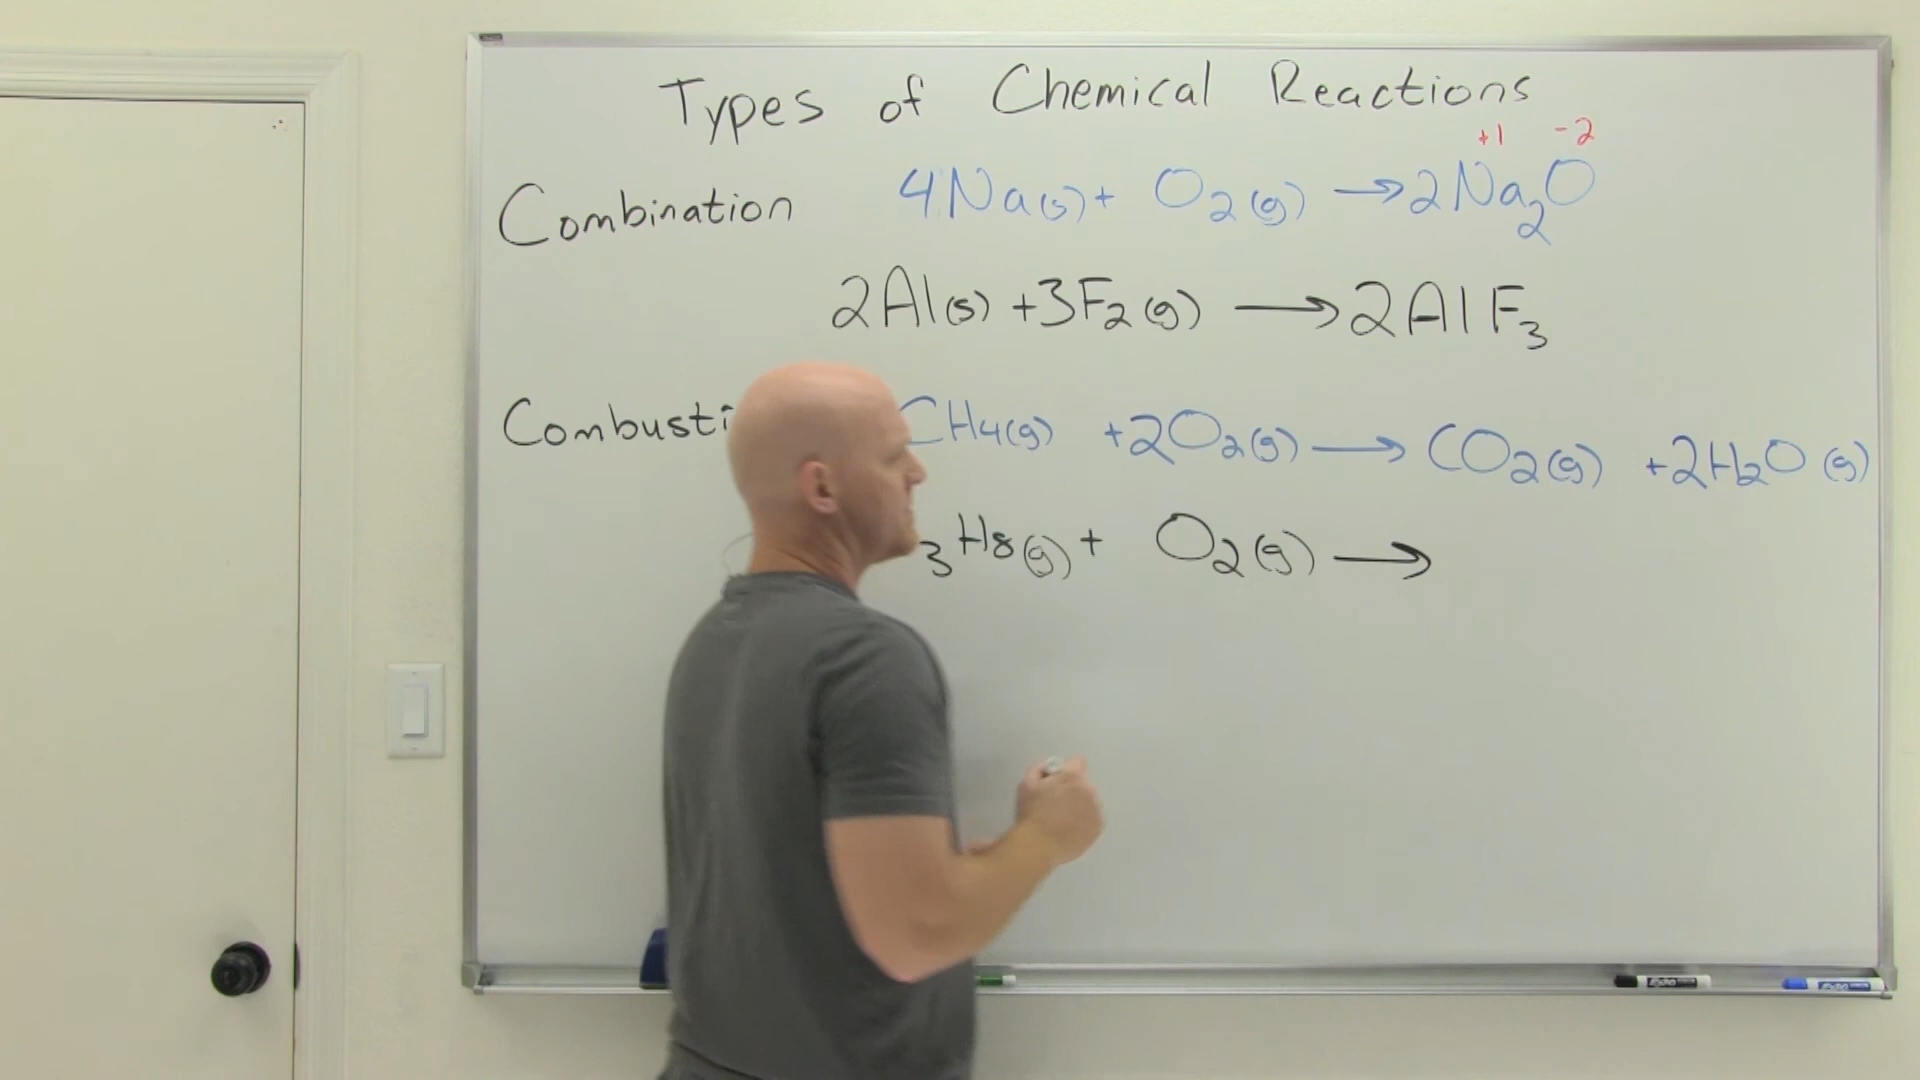 Types of Chemical Reactions
+1 -2
Combination 4Na(s) + O2(g) → 2Na2O
2Al(s) + 3F2(g) → 2AlF3
Combusti CH4(g) + 2O2(g) → CO2(g) + 2H2O(g)
3H8(g) + O2(g) →
EXPO